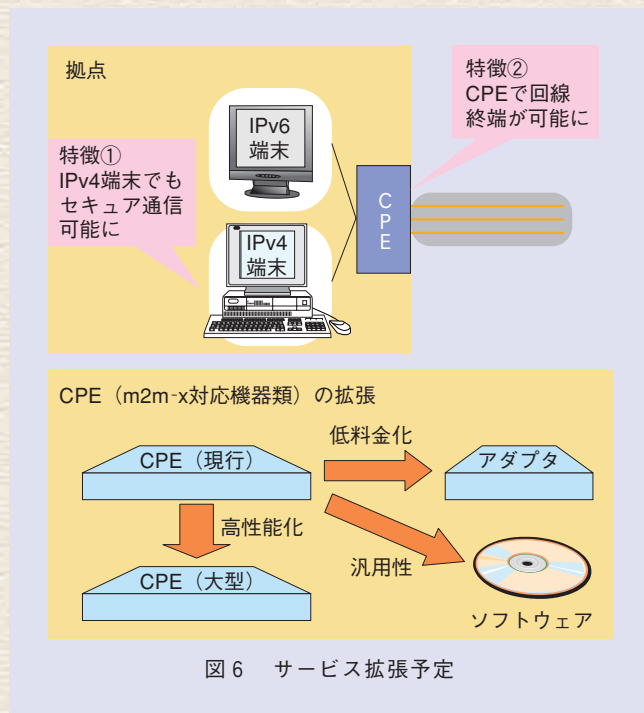 拠点
特徴①
IPv4端末でも
セキュア通信
可能に
IPv6
端末
IPv4
端末
CPE
特徴②
CPEで回線
終端が可能に
CPE（m2m-x対応機器類）の拡張
CPE（現行）
低料金化
アダプタ
高性能化
汎用性
CPE（大型）
ソフトウェア
図6 サービス拡張予定